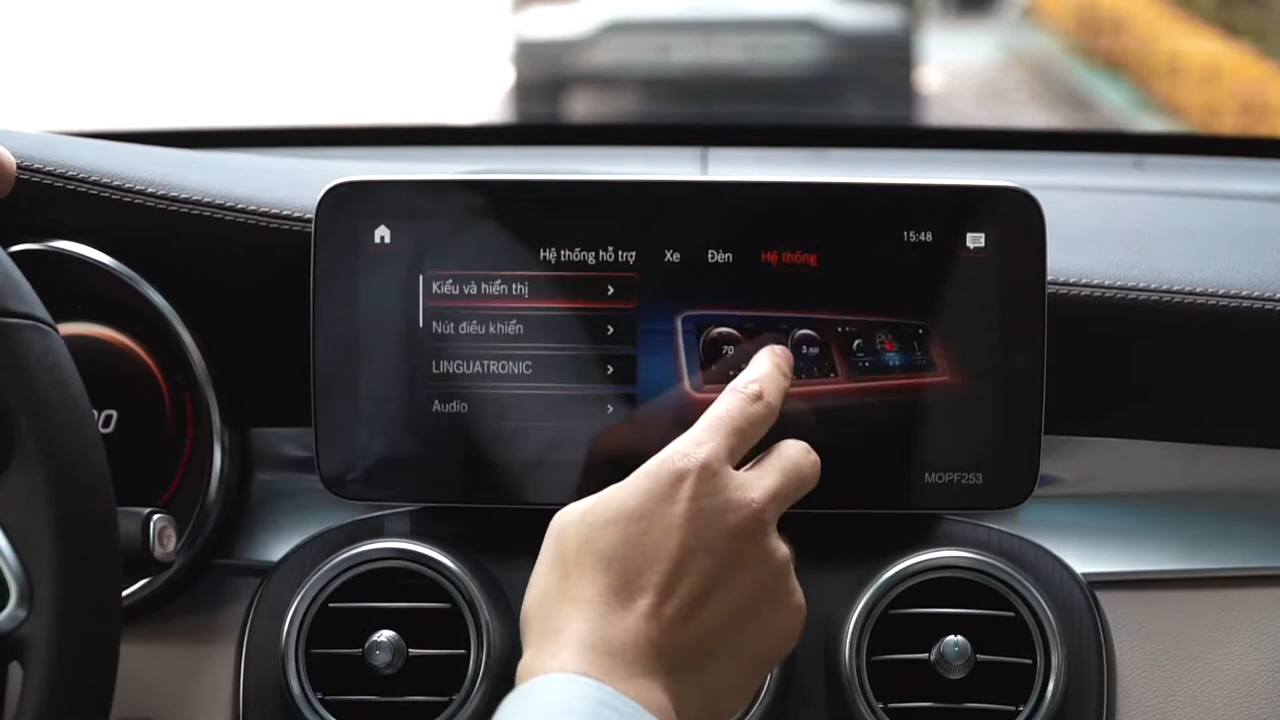 15:48
Hệ thống hỗ trợ Xe Đèn Hệ thống
Kiểu và hiển thị
Nút điều khiển
LINGUATRONIC
Audio
70
MOPF253